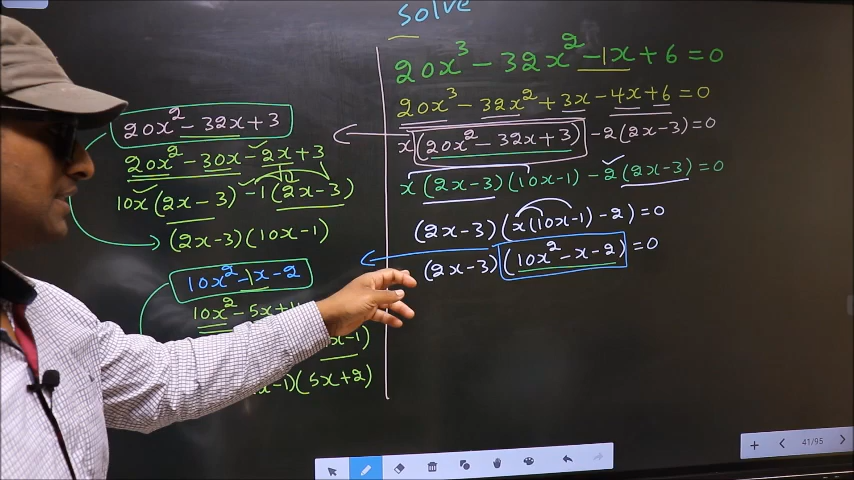 solve
20x³ - 32x² - 1x + 6 = 0
20x³ - 32x² + 3x - 4x + 6 = 0
x(20x² - 32x + 3) - 2(2x-3) = 0
x(2x-3)(10x-1) - 2(2x-3) = 0
(2x-3)(x(10x-1) - 2) = 0
(2x-3)(10x² - x - 2) = 0
20x² - 32x + 3
20x² - 30x - 2x + 3
10x(2x-3) - 1(2x-3)
(2x-3)(10x-1)
10x² - 1x - 2
10x² - 5x + 4
x-1)
x-1)(5x+2)
41/95